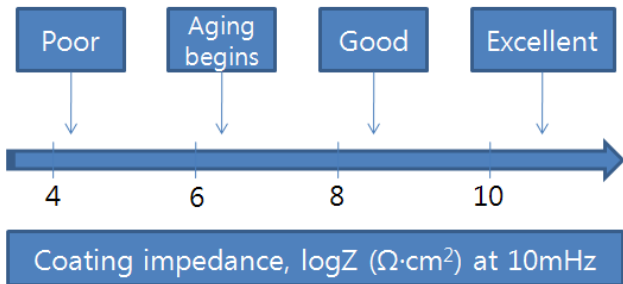 Poor
Aging
begins
Good
Excellent
4
6
8
10
Coating impedance, logZ (Ω·cm²) at 10mHz